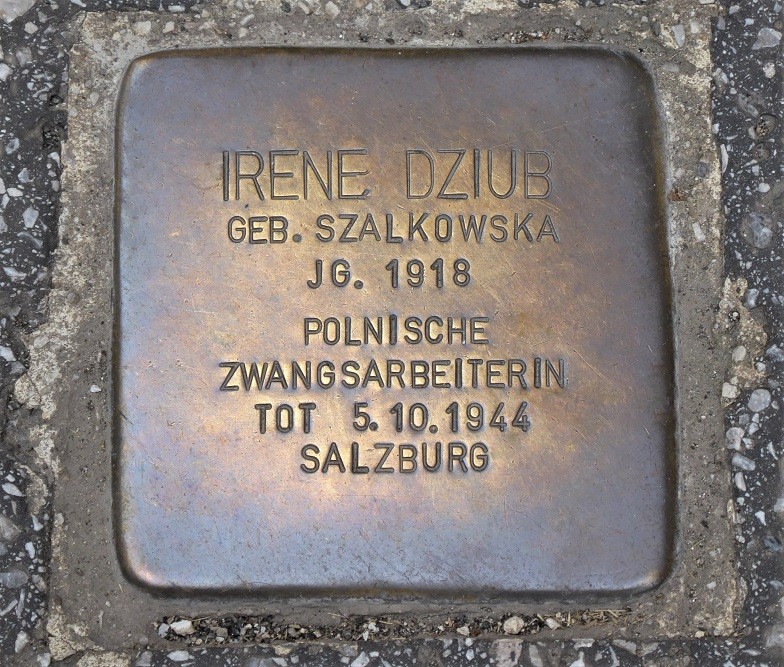 IRENE DZIUB
GEB. SZALKOWSKA
JG. 1918
POLNISCHE
ZWANGSARBEITERIN
TOT 5.10.1944
SALZBURG